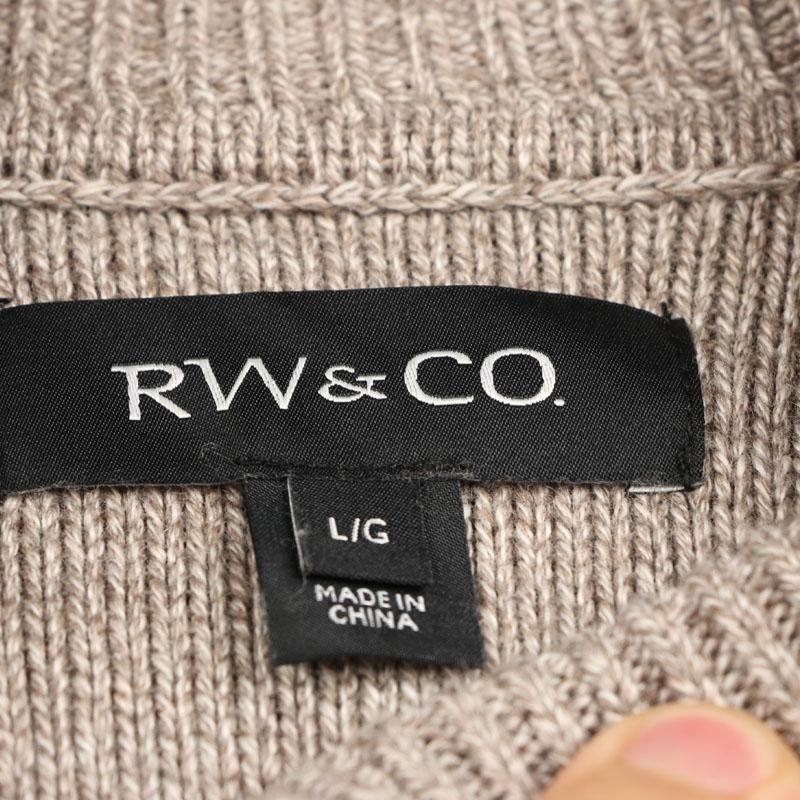 RW & CO.
L/G
MADE IN
CHINA